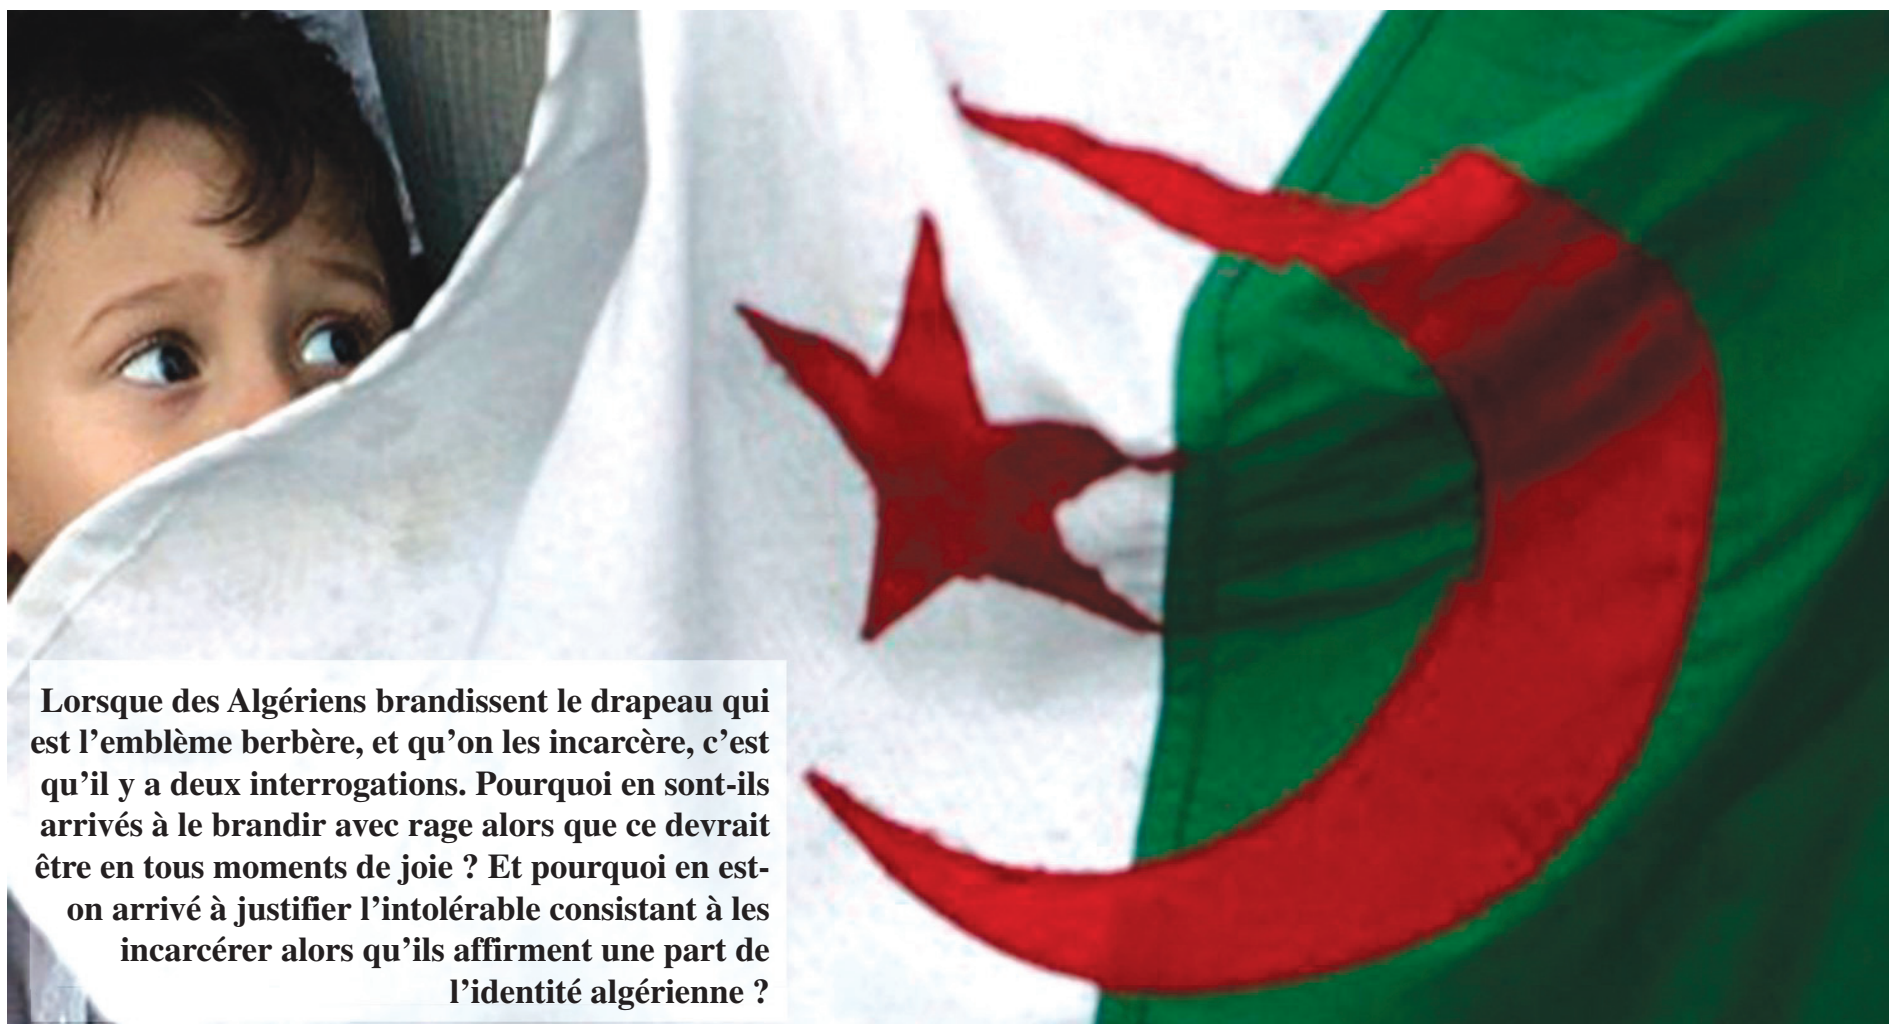 Lorsque des Algériens brandissent le drapeau qui
est l’emblème berbère, et qu’on les incarcère, c’est
qu’il y a deux interrogations. Pourquoi en sont-ils
arrivés à le brandir avec rage alors que ce devrait
être en tous moments de joie ? Et pourquoi en est-
on arrivé à justifier l’intolérable consistant à les
incarcérer alors qu’ils affirment une part de
l’identité algérienne ?